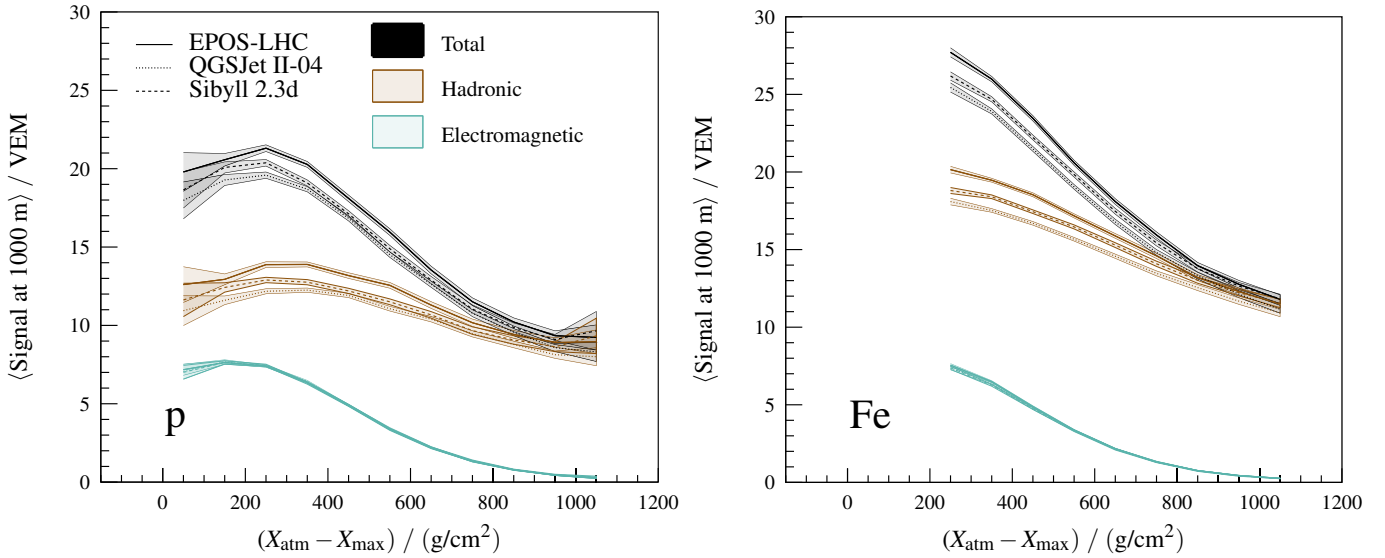 30
25
20
15
10
5
0
⟨Signal at 1000 m⟩ / VEM
EPOS-LHC
QGSJet II-04
Sibyll 2.3d
Total
Hadronic
Electromagnetic
p
0 200 400 600 800 1000 1200
(X_atm − X_max) / (g/cm²)
30
25
20
15
10
5
0
⟨Signal at 1000 m⟩ / VEM
Fe
0 200 400 600 800 1000 1200
(X_atm − X_max) / (g/cm²)